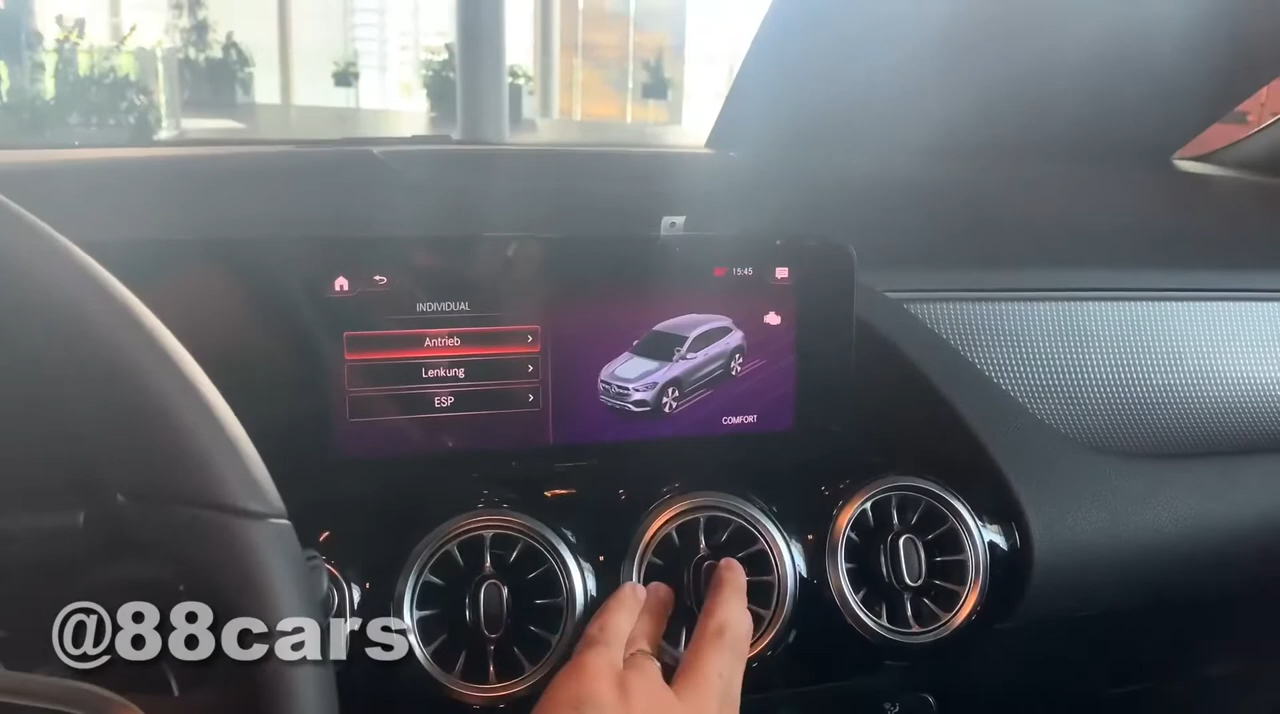 15:45
INDIVIDUAL
Antrieb
Lenkung
ESP
COMFORT
@88cars